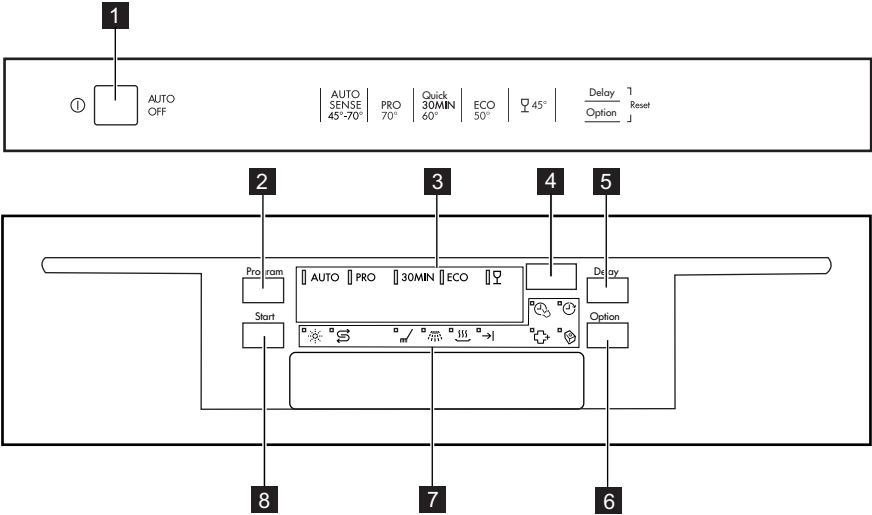 1
AUTO
OFF
AUTO
SENSE
45°-70°
PRO
70°
Quick
30MIN
60°
ECO
50°
45°
Delay
Option
Reset
2
3
4
5
Program
AUTO PRO 30MIN ECO
Delay
Start
Option
8
7
6